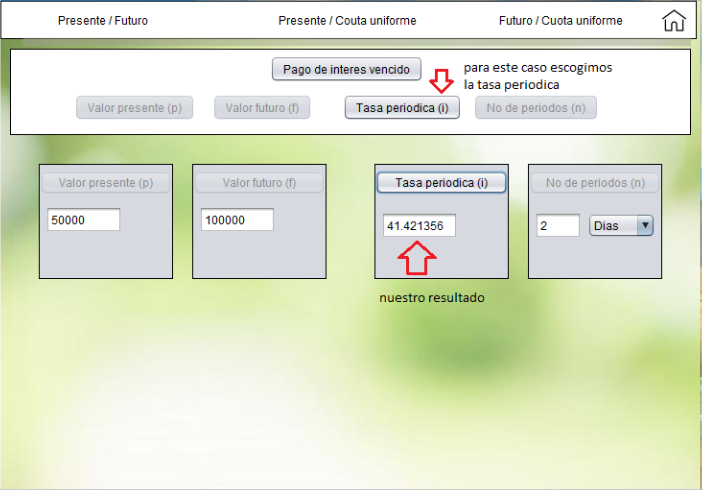 Presente / Futuro
Presente / Couta uniforme
Futuro / Cuota uniforme
Pago de interes vencido
para este caso escogimos
la tasa periodica
Valor presente (p)
Valor futuro (f)
Tasa periodica (i)
No de periodos (n)
Valor presente (p)
Valor futuro (f)
Tasa periodica (i)
No de periodos (n)
50000
100000
41.421356
2
Dias
nuestro resultado